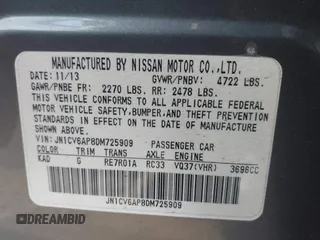 MANUFACTURED BY NISSAN MOTOR CO.,LTD.
DATE: 11/13 GVWR/PNBV: 4722 LBS.
GAWR/PNBE FR: 2270 LBS. RR: 2478 LBS.
THIS VEHICLE CONFORMS TO ALL APPLICABLE FEDERAL
MOTOR VEHICLE SAFETY,BUMPER,AND THEFT PREVENTION
STANDARDS IN EFFECT ON THE DATE OF MANUFACTURE
SHOWN ABOVE.
VEHICLE ID: JN1CV6AP8DM725909 PASSENGER CAR
COLOR TRIM TRANS AXLE ENGINE
KAD G RE7R01A RC33 VQ37(VHR) 3696CC
JN1CV6AP8DM725909
DREAMBID